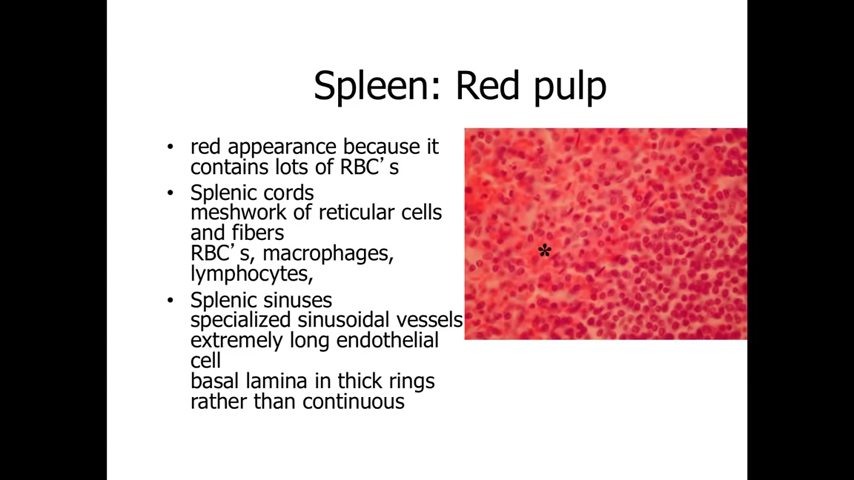 Spleen: Red pulp
• red appearance because it
contains lots of RBC’s
• Splenic cords
meshwork of reticular cells
and fibers
RBC’s, macrophages,
lymphocytes,
• Splenic sinuses
specialized sinusoidal vessels
extremely long endothelial
cell
basal lamina in thick rings
rather than continuous
*